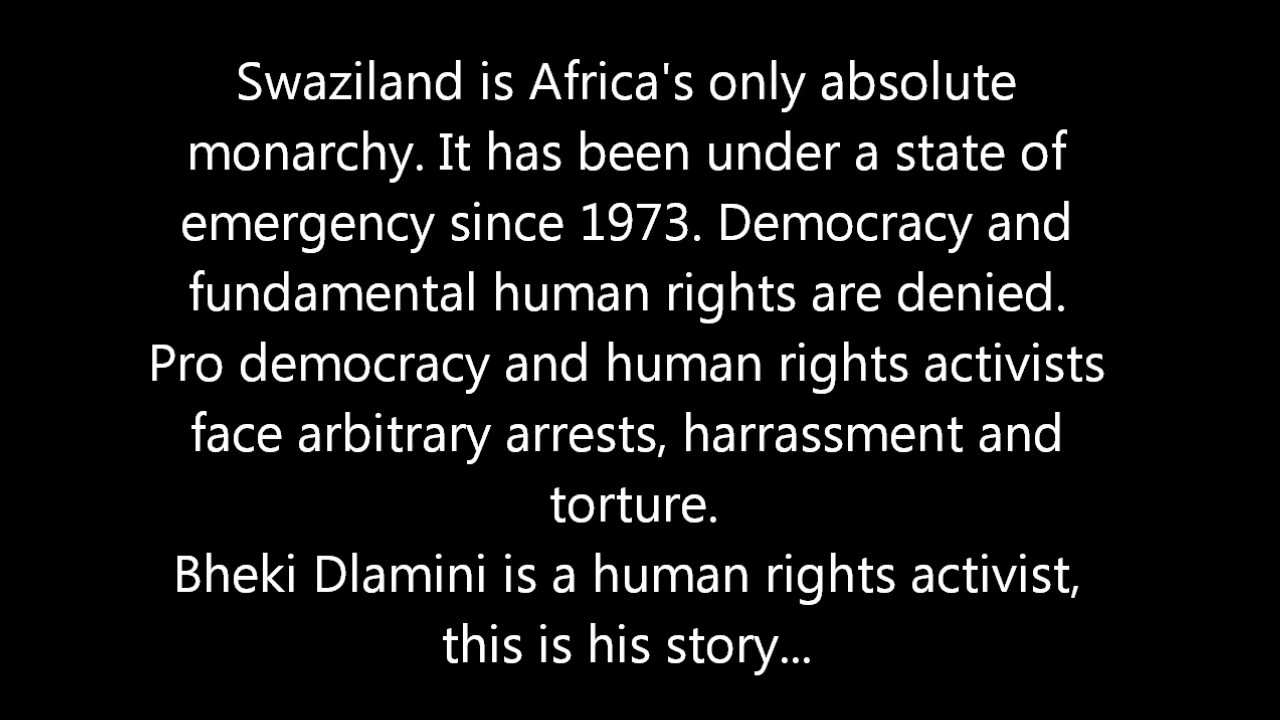 Swaziland is Africa's only absolute
monarchy. It has been under a state of
emergency since 1973. Democracy and
fundamental human rights are denied.
Pro democracy and human rights activists
face arbitrary arrests, harrassment and
torture.
Bheki Dlamini is a human rights activist,
this is his story...